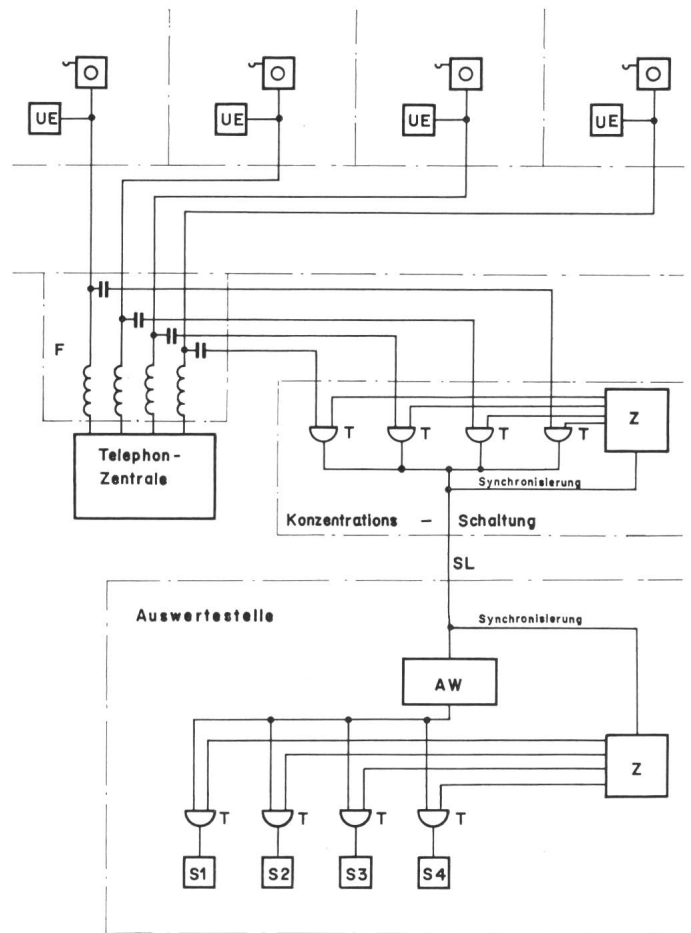 UE UE UE UE
F
T T T T Z
Telephon-
Zentrale
Synchronisierung
Konzentrations - Schaltung
SL
Auswertestelle
Synchronisierung
AW
Z
T T T T
S1 S2 S3 S4